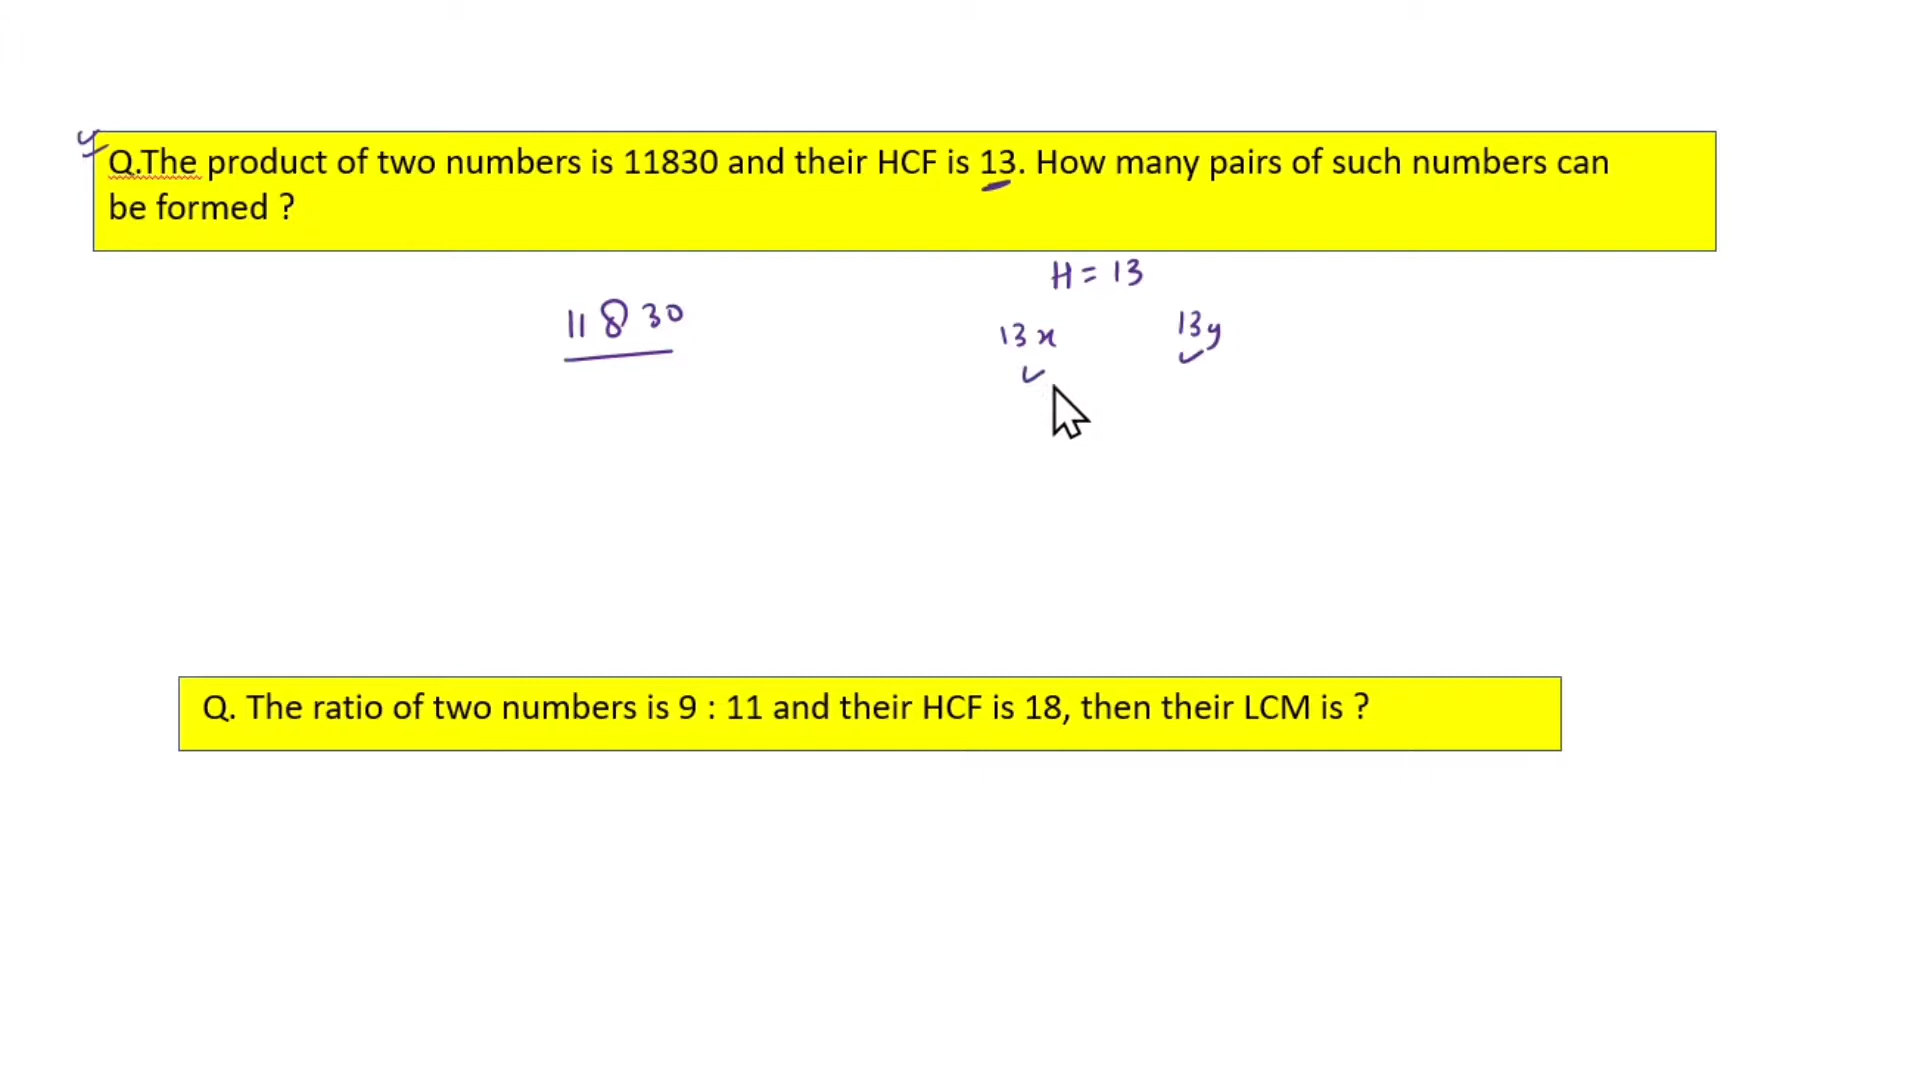 Q.The product of two numbers is 11830 and their HCF is 13. How many pairs of such numbers can
be formed ?
H = 13
11830
13x 13y
Q. The ratio of two numbers is 9 : 11 and their HCF is 18, then their LCM is ?